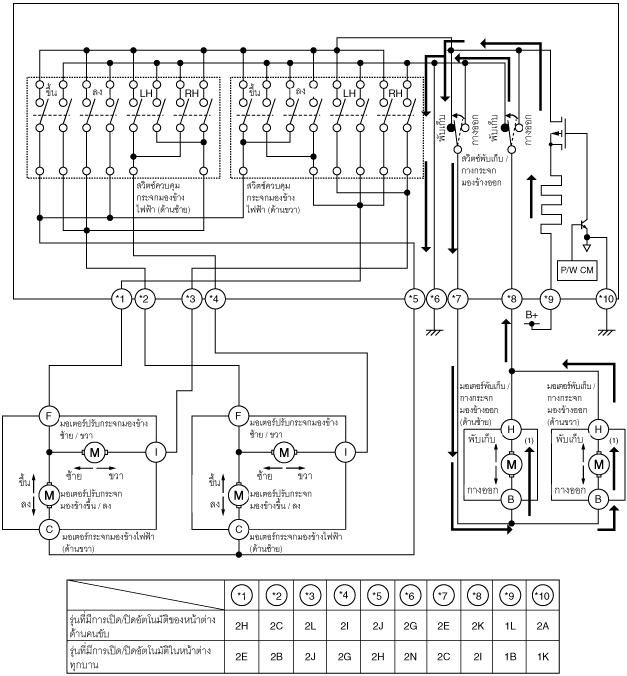 ขึ้น
ลง
LH
RH
ขึ้น
ลง
LH
RH
พับเก็บ
กางออก
พับเก็บ
กางออก
สวิตช์ควบคุม
กระจกมองข้าง
ไฟฟ้า (ด้านซ้าย)
สวิตช์ควบคุม
กระจกมองข้าง
ไฟฟ้า (ด้านขวา)
สวิตช์พับเก็บ /
กางกระจก
มองข้างออก
P/W CM
*1
*2
*3
*4
*5
*6
*7
*8
*9
*10
B+
F
มอเตอร์ปรับกระจกมองข้าง
ซ้าย / ขวา
M
I
ซ้าย
ขวา
ขึ้น
ลง
M
มอเตอร์ปรับกระจก
มองข้างขึ้น / ลง
C
มอเตอร์กระจกมองข้างไฟฟ้า
(ด้านขวา)
F
มอเตอร์ปรับกระจกมองข้าง
ซ้าย / ขวา
M
I
ซ้าย
ขวา
ขึ้น
ลง
M
มอเตอร์ปรับกระจก
มองข้างขึ้น / ลง
C
มอเตอร์กระจกมองข้างไฟฟ้า
(ด้านซ้าย)
มอเตอร์พับเก็บ /
กางกระจก
มองข้างออก
(ด้านซ้าย)
H
พับเก็บ
(1)
M
กางออก
B
มอเตอร์พับเก็บ /
กางกระจก
มองข้างออก
(ด้านขวา)
H
พับเก็บ
(1)
M
กางออก
B
*1 *2 *3 *4 *5 *6 *7 *8 *9 *10
รุ่นที่มีการเปิด/ปิดอัตโนมัติของหน้าต่าง
ด้านคนขับ
2H 2C 2L 2I 2J 2G 2E 2K 1L 2A
รุ่นที่มีการเปิด/ปิดอัตโนมัติในหน้าต่าง
ทุกบาน
2E 2B 2J 2G 2H 2N 2C 2I 1B 1K